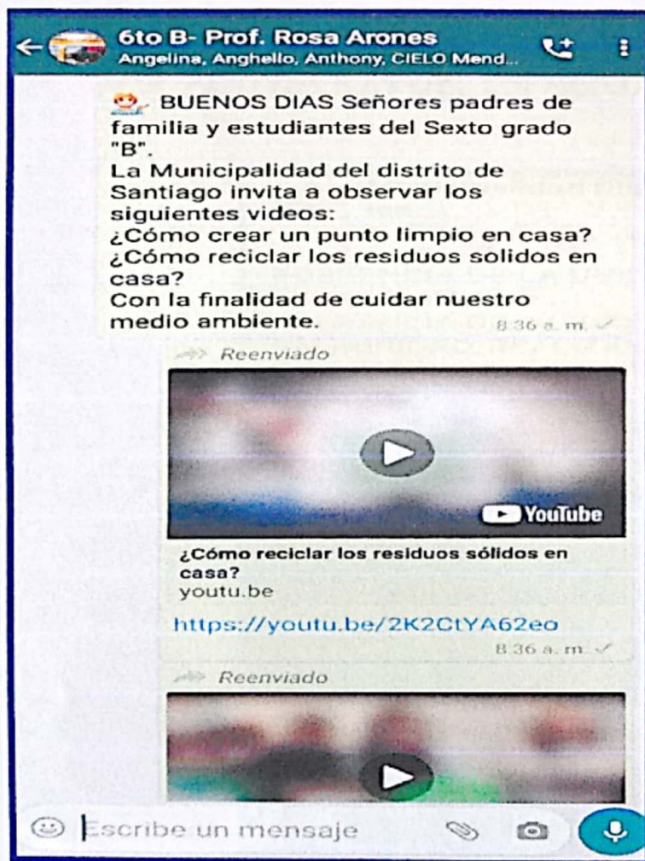 6to B- Prof. Rosa Arones
Angelina, Anghello, Anthony, CIELO Mend...
BUENOS DIAS Señores padres de
familia y estudiantes del Sexto grado
"B".
La Municipalidad del distrito de
Santiago invita a observar los
siguientes videos:
¿Cómo crear un punto limpio en casa?
¿Cómo reciclar los residuos sólidos en
casa?
Con la finalidad de cuidar nuestro
medio ambiente.
8:36 a. m.
Reenviado
YouTube
¿Cómo reciclar los residuos sólidos en
casa?
youtu.be
https://youtu.be/2K2CtYA62eo
8:36 a. m.
Reenviado
Escribe un mensaje